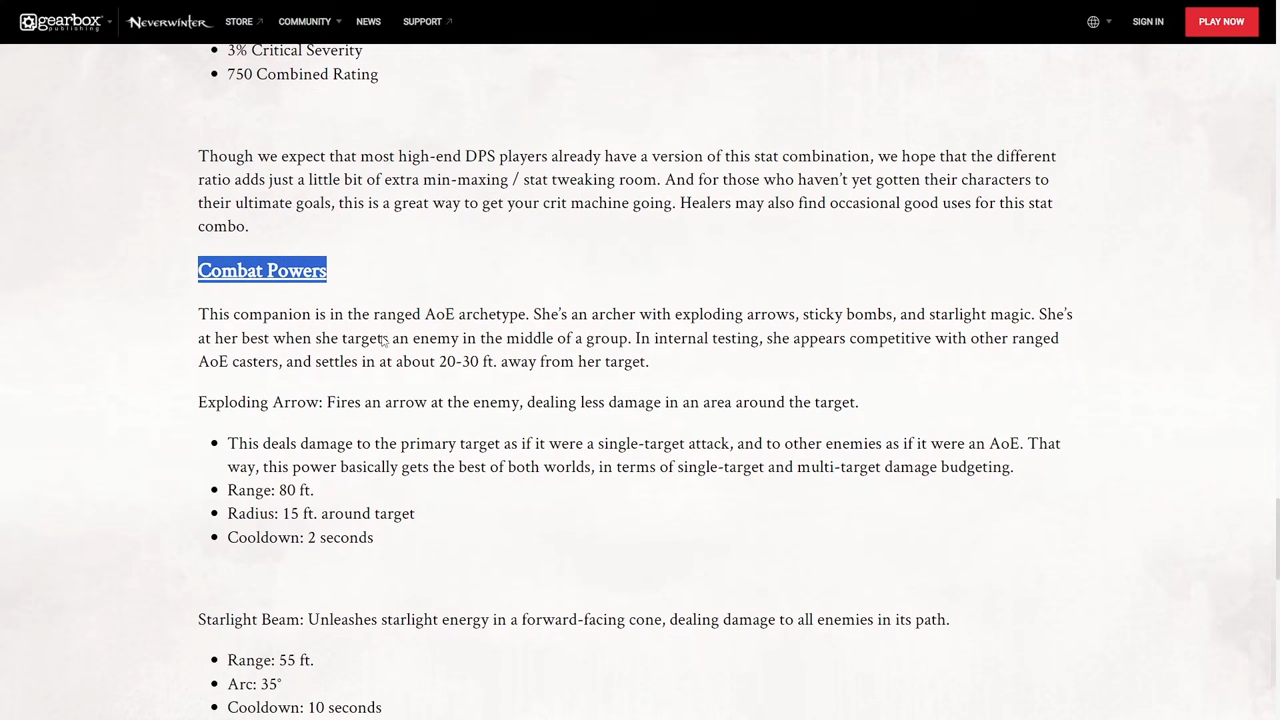 gearbox publishing NEVERWINTER STORE COMMUNITY NEWS SUPPORT SIGN IN PLAY NOW
3% Critical Severity
750 Combined Rating
Though we expect that most high-end DPS players already have a version of this stat combination, we hope that the different
ratio adds just a little bit of extra min-maxing / stat tweaking room. And for those who haven’t yet gotten their characters to
their ultimate goals, this is a great way to get your crit machine going. Healers may also find occasional good uses for this stat
combo.
Combat Powers
This companion is in the ranged AoE archetype. She’s an archer with exploding arrows, sticky bombs, and starlight magic. She’s
at her best when she targets an enemy in the middle of a group. In internal testing, she appears competitive with other ranged
AoE casters, and settles in at about 20-30 ft. away from her target.
Exploding Arrow: Fires an arrow at the enemy, dealing less damage in an area around the target.
This deals damage to the primary target as if it were a single-target attack, and to other enemies as if it were an AoE. That
way, this power basically gets the best of both worlds, in terms of single-target and multi-target damage budgeting.
Range: 80 ft.
Radius: 15 ft. around target
Cooldown: 2 seconds
Starlight Beam: Unleashes starlight energy in a forward-facing cone, dealing damage to all enemies in its path.
Range: 55 ft.
Arc: 35°
Cooldown: 10 seconds